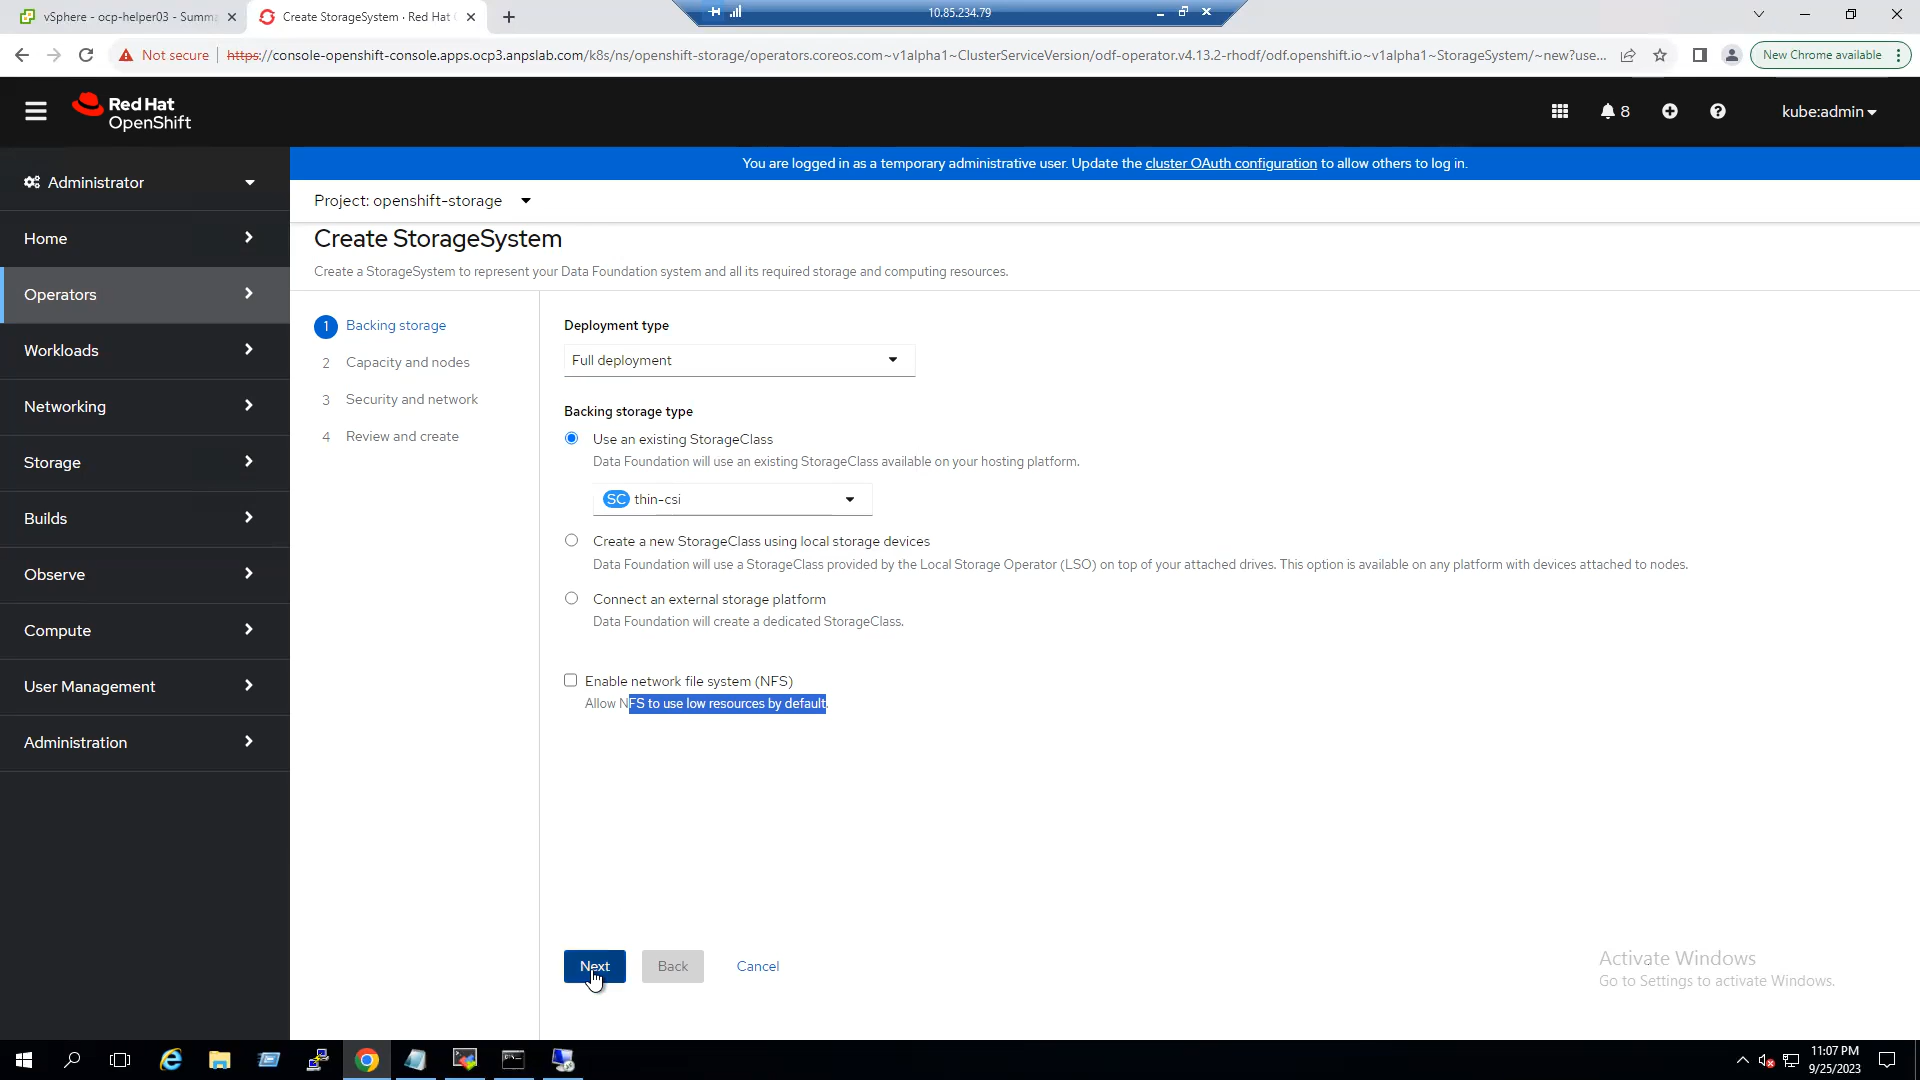 vSphere - ocp-helper03 - Summa
Create StorageSystem · Red Hat
10.85.234.79
Not secure
https://console-openshift-console.apps.ocp3.anpslab.com/k8s/ns/openshift-storage/operators.coreos.com~v1alpha1~ClusterServiceVersion/odf-operator.v4.13.2-rhodf/odf.openshift.io~v1alpha1~StorageSystem/~new?use...
New Chrome available
Red Hat
OpenShift
8
kube:admin
You are logged in as a temporary administrative user. Update the cluster OAuth configuration to allow others to log in.
Administrator
Home
Operators
Workloads
Networking
Storage
Builds
Observe
Compute
User Management
Administration
Project: openshift-storage
Create StorageSystem
Create a StorageSystem to represent your Data Foundation system and all its required storage and computing resources.
1 Backing storage
2 Capacity and nodes
3 Security and network
4 Review and create
Deployment type
Full deployment
Backing storage type
Use an existing StorageClass
Data Foundation will use an existing StorageClass available on your hosting platform.
SC thin-csi
Create a new StorageClass using local storage devices
Data Foundation will use a StorageClass provided by the Local Storage Operator (LSO) on top of your attached drives. This option is available on any platform with devices attached to nodes.
Connect an external storage platform
Data Foundation will create a dedicated StorageClass.
Enable network file system (NFS)
Allow NFS to use low resources by default.
Next
Back
Cancel
Activate Windows
Go to Settings to activate Windows.
11:07 PM
9/25/2023